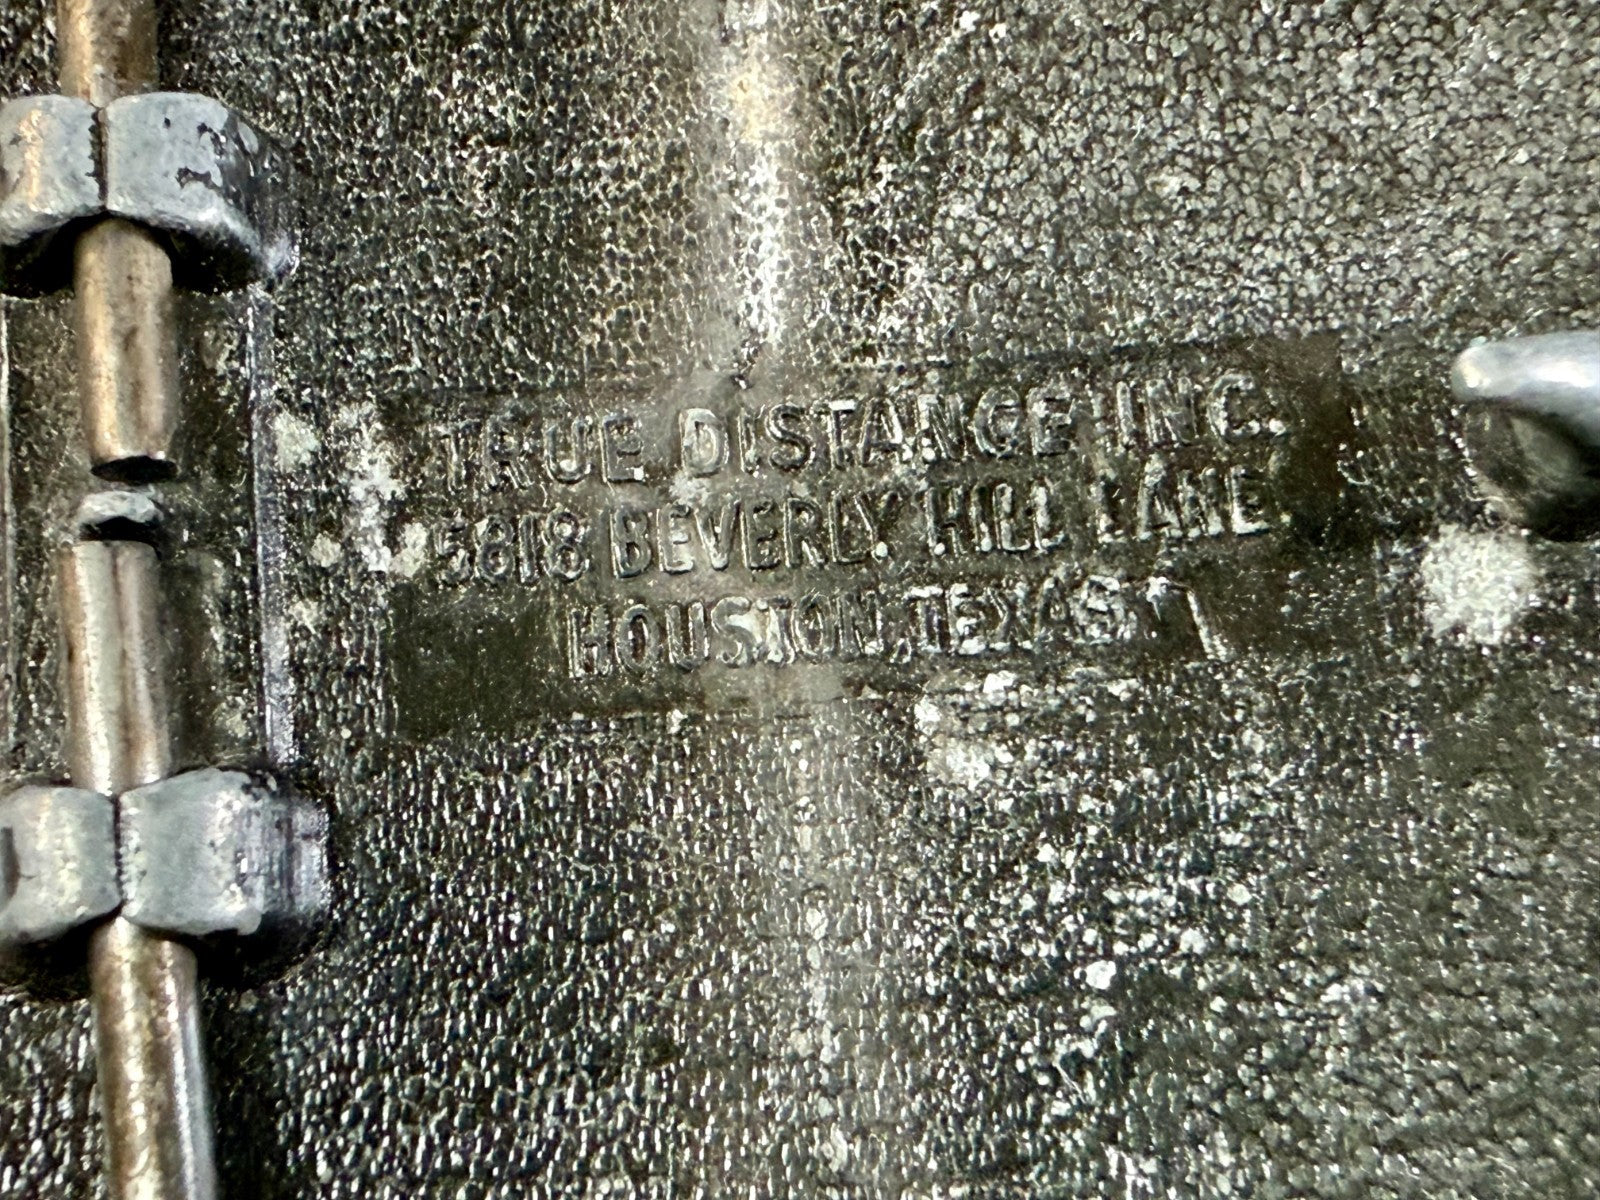 TRUE DISTANCE INC.
5818 BEVERLY HILL LANE
HOUSTON, TEXAS